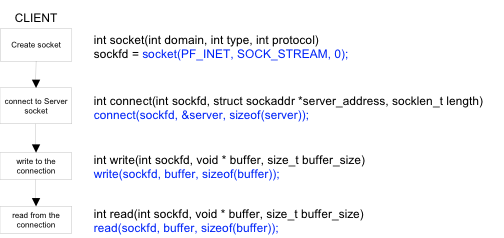 CLIENT
Create socket
int socket(int domain, int type, int protocol)
sockfd = socket(PF_INET, SOCK_STREAM, 0);
connect to Server
socket
int connect(int sockfd, struct sockaddr *server_address, socklen_t length)
connect(sockfd, &server, sizeof(server));
write to the
connection
int write(int sockfd, void * buffer, size_t buffer_size)
write(sockfd, buffer, sizeof(buffer));
read from the
connection
int read(int sockfd, void * buffer, size_t buffer_size)
read(sockfd, buffer, sizeof(buffer));